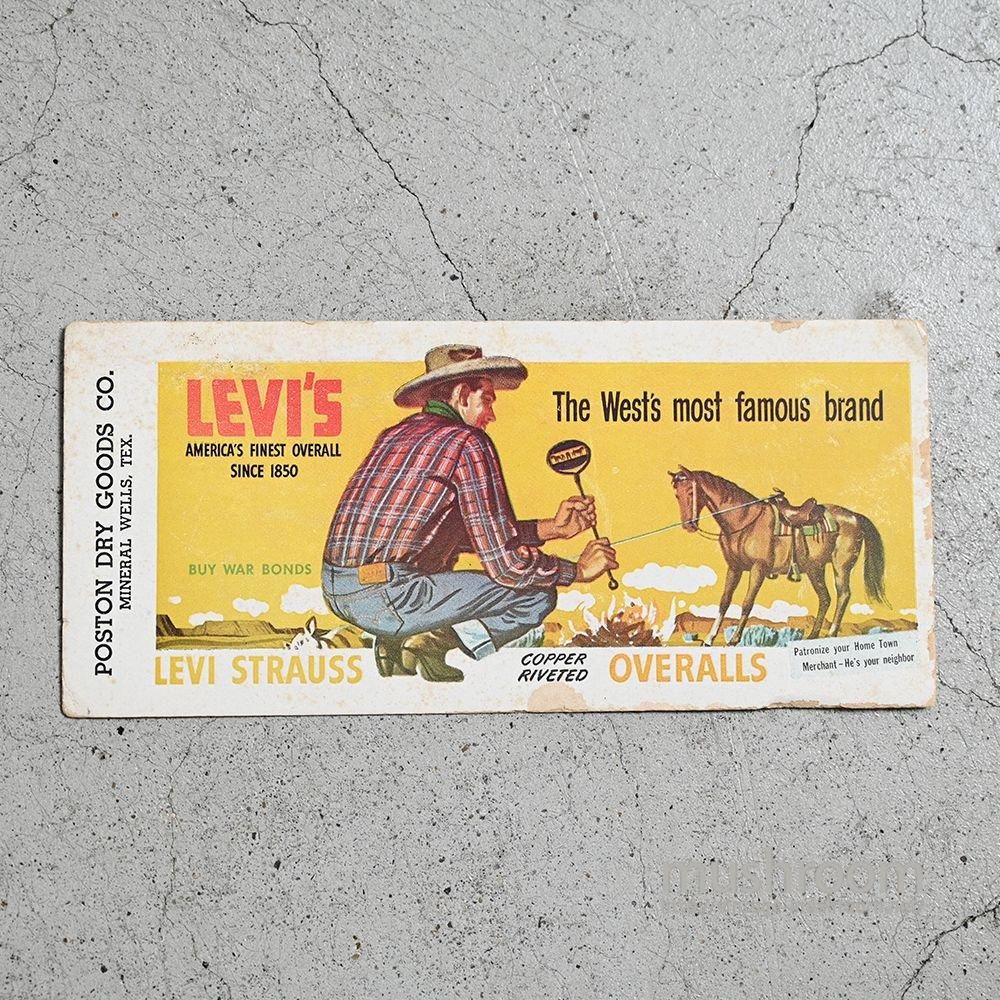 POSTON DRY GOODS CO.
MINERAL WELLS, TEX.
LEVI'S
AMERICA'S FINEST OVERALL
SINCE 1850
The West's most famous brand
BUY WAR BONDS
LEVI STRAUSS
COPPER
RIVETED
OVERALLS
Patronize your Home Town
Merchant-He's your neighbor
mushroom